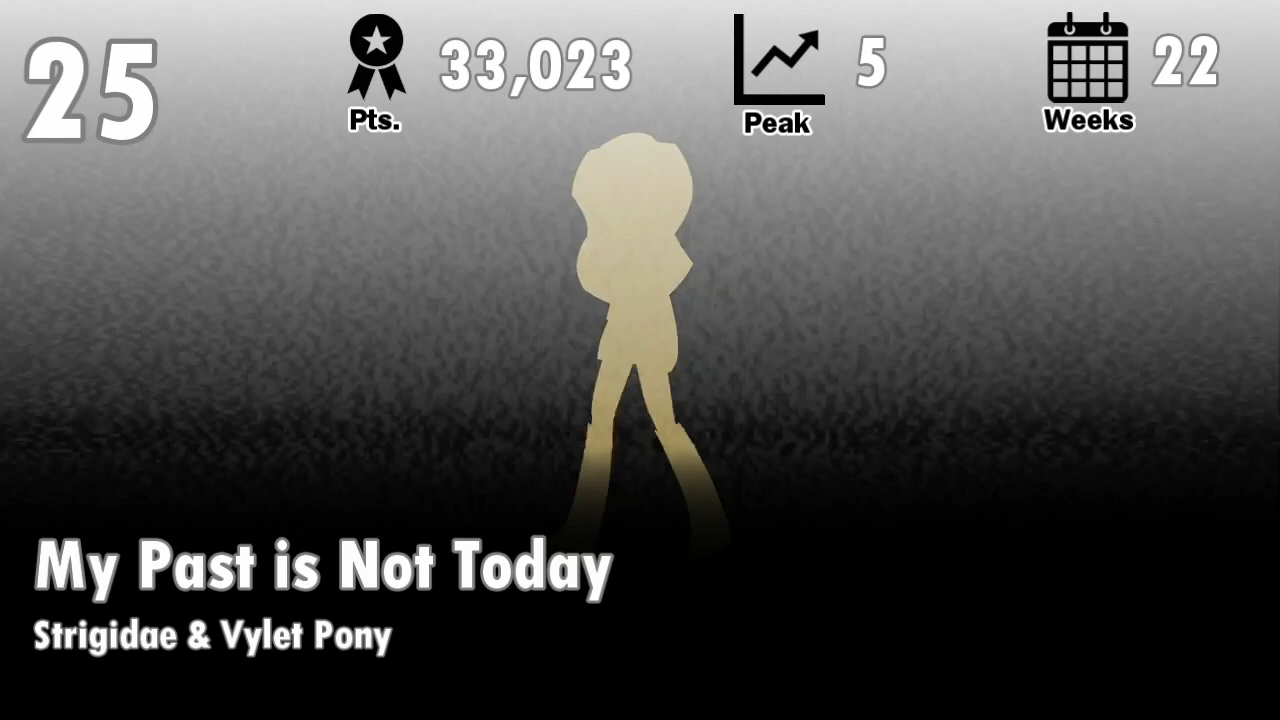 25
33,023
5
22
Pts.
Peak
Weeks
My Past is Not Today
Strigidae & Vylet Pony